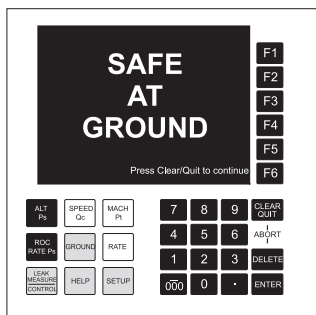 SAFE
AT
GROUND
Press Clear/Quit to continue
F1
F2
F3
F4
F5
F6
ALT
Ps
SPEED
Qc
MACH
Pt
ROC
RATE Ps
GROUND
RATE
LEAK
MEASURE
CONTROL
HELP
SETUP
7 8 9 CLEAR
QUIT
4 5 6 ABORT
1 2 3 DELETE
000 0 . ENTER